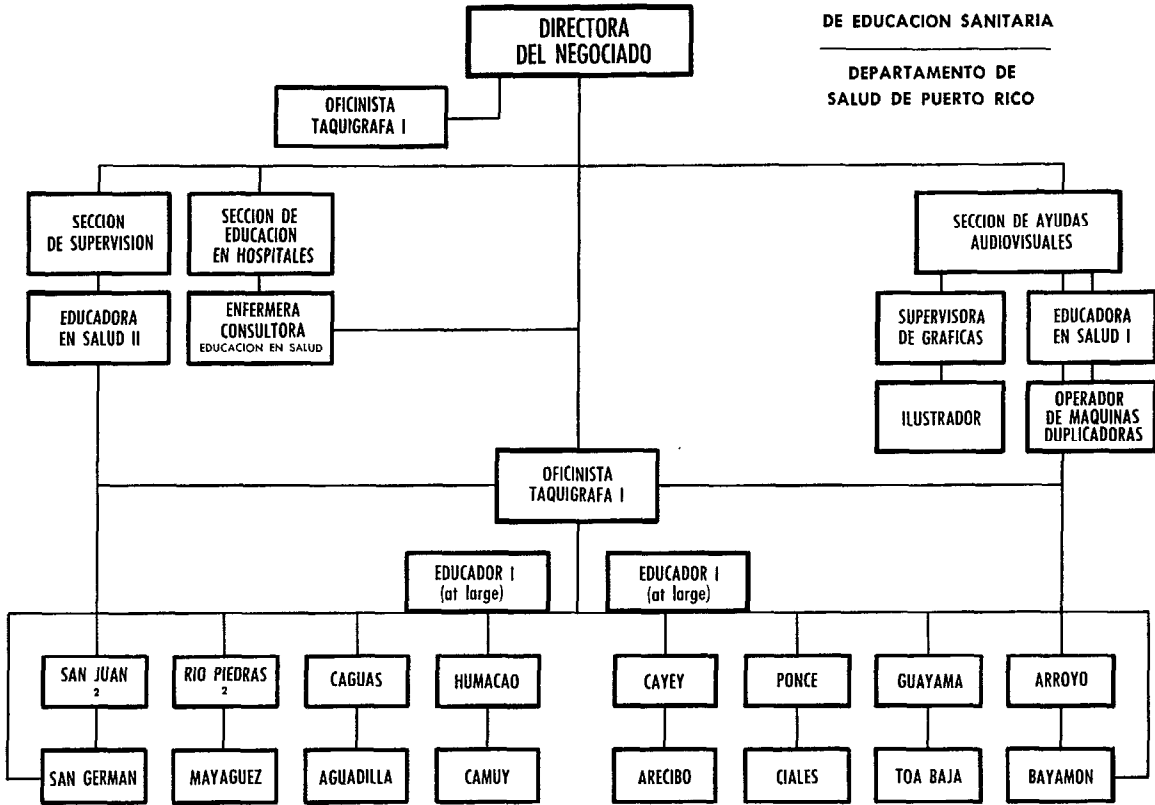 DE EDUCACION SANITARIA
DEPARTAMENTO DE
SALUD DE PUERTO RICO
DIRECTORA
DEL NEGOCIADO
OFICINISTA
TAQUIGRAFA I
SECCION
DE SUPERVISION
SECCION DE
EDUCACION
EN HOSPITALES
SECCION DE AYUDAS
AUDIOVISUALES
EDUCADORA
EN SALUD II
ENFERMERA
CONSULTORA
EDUCACION EN SALUD
SUPERVISORA
DE GRAFICAS
EDUCADORA
EN SALUD I
ILUSTRADOR
OPERADOR
DE MAQUINAS
DUPLICADORAS
OFICINISTA
TAQUIGRAFA I
EDUCADOR I
(at large)
EDUCADOR I
(at large)
SAN JUAN
2
RIO PIEDRAS
2
CAGUAS
HUMACAO
CAYEY
PONCE
GUAYAMA
ARROYO
SAN GERMAN
MAYAGUEZ
AGUADILLA
CAMUY
ARECIBO
CIALES
TOA BAJA
BAYAMON